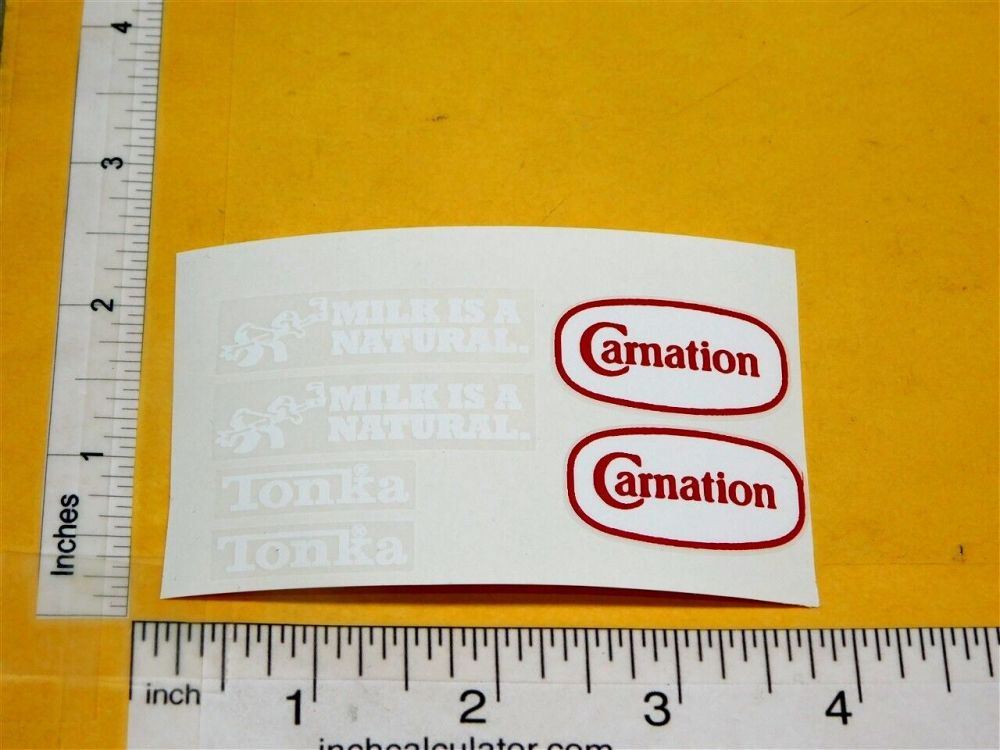 4
3
2
1
Inches
MILK IS A
NATURAL.
MILK IS A
NATURAL.
Tonka
Tonka
Carnation
Carnation
inch 1 2 3 4
inchcalculator.com